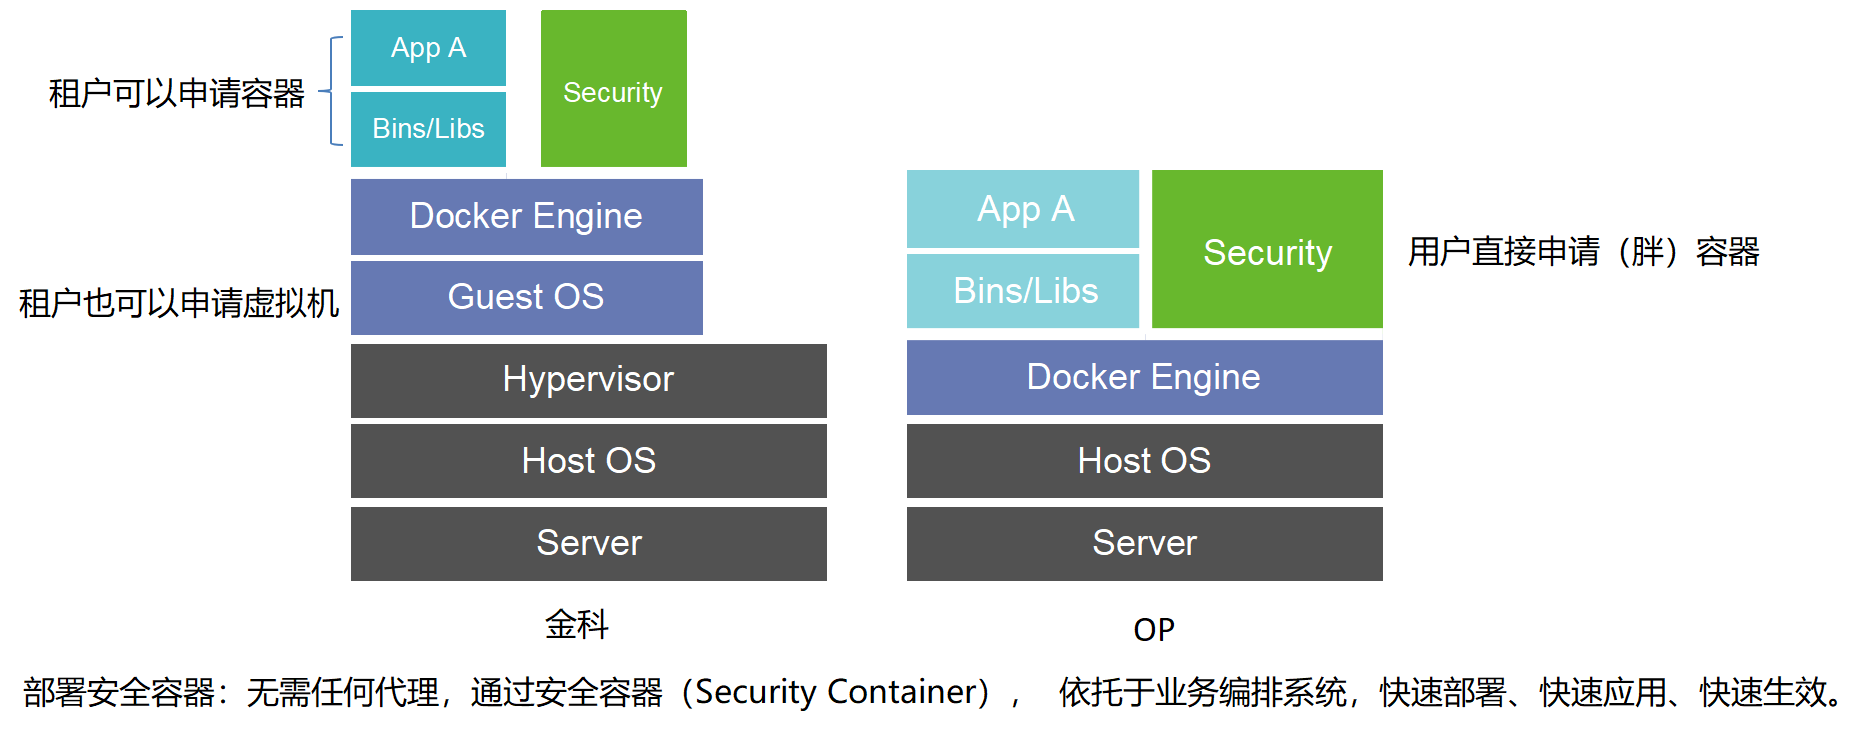 租户可以申请容器
App A
Bins/Libs
Security
租户也可以申请虚拟机
Docker Engine
Guest OS
Hypervisor
Host OS
Server
金科
App A
Bins/Libs
Security
用户直接申请（胖）容器
Docker Engine
Host OS
Server
OP
部署安全容器：无需任何代理，通过安全容器（Security Container）， 依托于业务编排系统，快速部署、快速应用、快速生效。